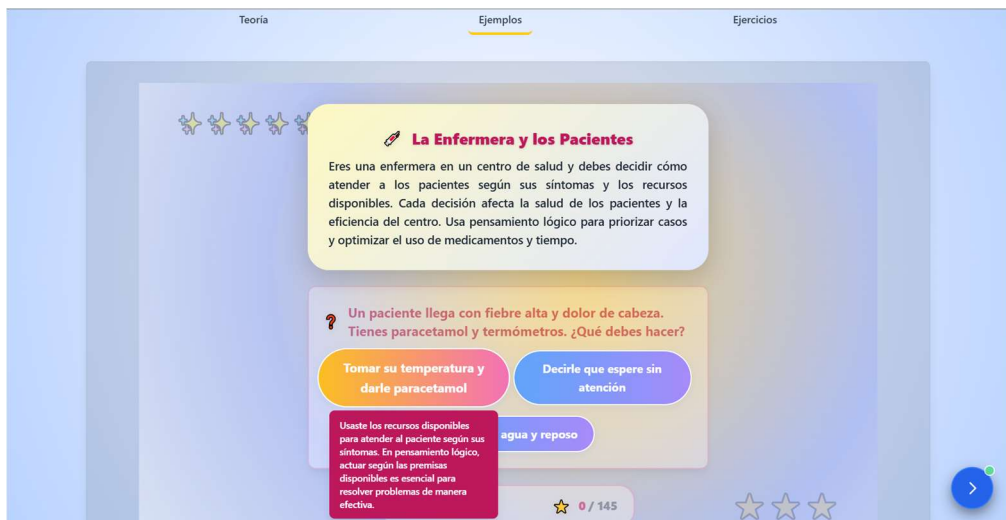 Teoría
Ejemplos
Ejercicios
La Enfermera y los Pacientes
Eres una enfermera en un centro de salud y debes decidir cómo
atender a los pacientes según sus síntomas y los recursos
disponibles. Cada decisión afecta la salud de los pacientes y la
eficiencia del centro. Usa pensamiento lógico para priorizar casos
y optimizar el uso de medicamentos y tiempo.
Un paciente llega con fiebre alta y dolor de cabeza.
Tienes paracetamol y termómetros. ¿Qué debes hacer?
Tomar su temperatura y
darle paracetamol
Decirle que espere sin
atención
agua y reposo
Usaste los recursos disponibles
para atender al paciente según sus
síntomas. En pensamiento lógico,
actuar según las premisas
disponibles es esencial para
resolver problemas de manera
efectiva.
0 / 145